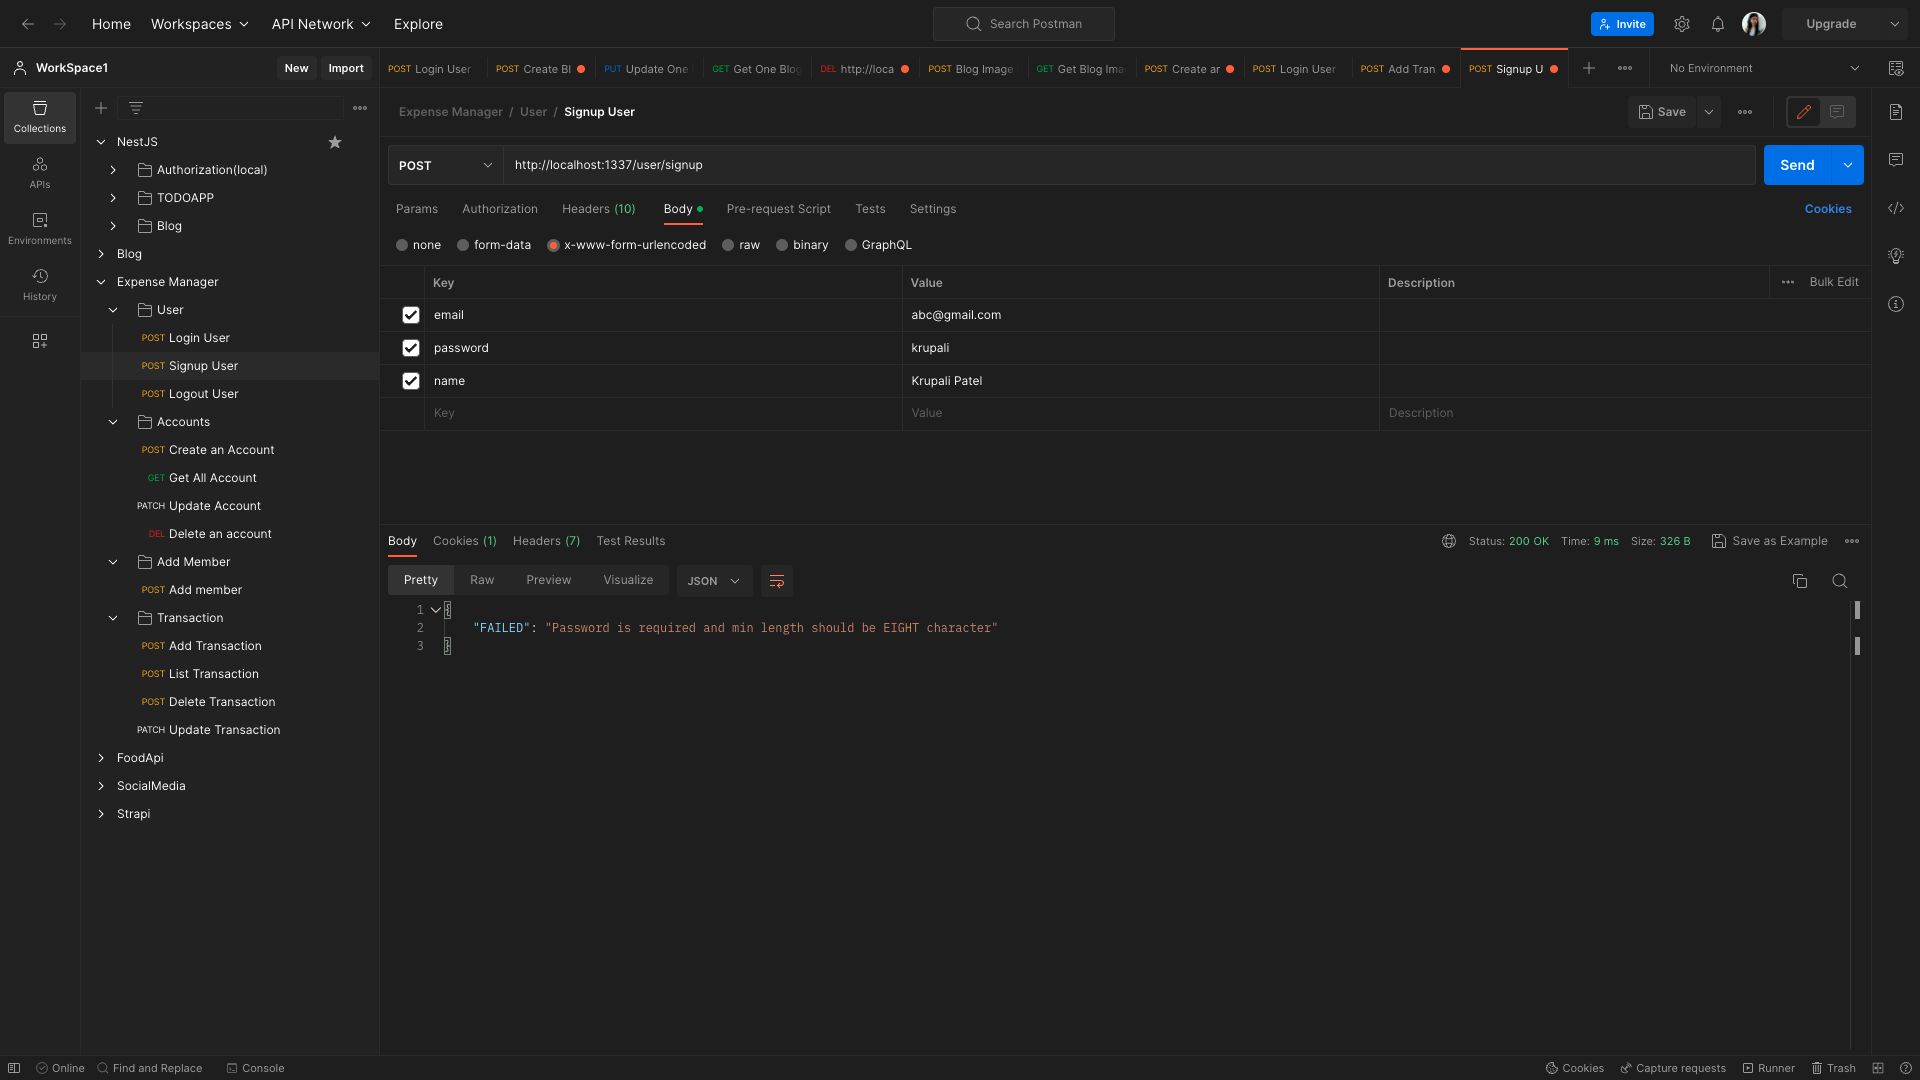 Home Workspaces API Network Explore Search Postman Invite Upgrade
WorkSpace1 New Import
POST Login User POST Create Bl PUT Update One GET Get One Blog DEL http://loca POST Blog Image GET Get Blog Ima POST Create ar POST Login User POST Add Tran POST Signup U No Environment
Collections
APIs
Environments
History
NestJS
Authorization(local)
TODOAPP
Blog
Blog
Expense Manager
User
POST Login User
POST Signup User
POST Logout User
Accounts
POST Create an Account
GET Get All Account
PATCH Update Account
DEL Delete an account
Add Member
POST Add member
Transaction
POST Add Transaction
POST List Transaction
POST Delete Transaction
PATCH Update Transaction
FoodApi
SocialMedia
Strapi
Expense Manager / User / Signup User Save
POST http://localhost:1337/user/signup Send
Params Authorization Headers (10) Body Pre-request Script Tests Settings Cookies
none form-data x-www-form-urlencoded raw binary GraphQL
Key Value Description Bulk Edit
email abc@gmail.com
password krupali
name Krupali Patel
Key Value Description
Body Cookies (1) Headers (7) Test Results Status: 200 OK Time: 9 ms Size: 326 B Save as Example
Pretty Raw Preview Visualize JSON
1 {
2 "FAILED": "Password is required and min length should be EIGHT character"
3 }
Online Find and Replace Console Cookies Capture requests Runner Trash